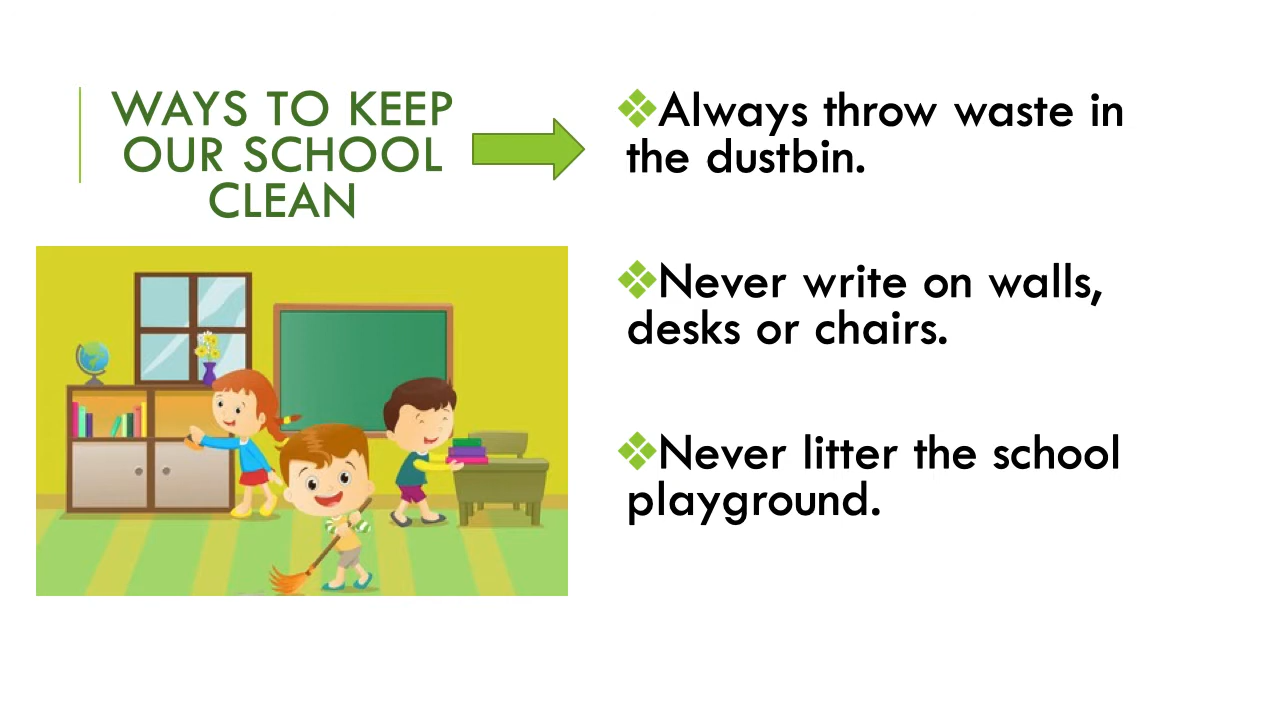 WAYS TO KEEP
OUR SCHOOL
CLEAN
❖Always throw waste in
the dustbin.
❖Never write on walls,
desks or chairs.
❖Never litter the school
playground.